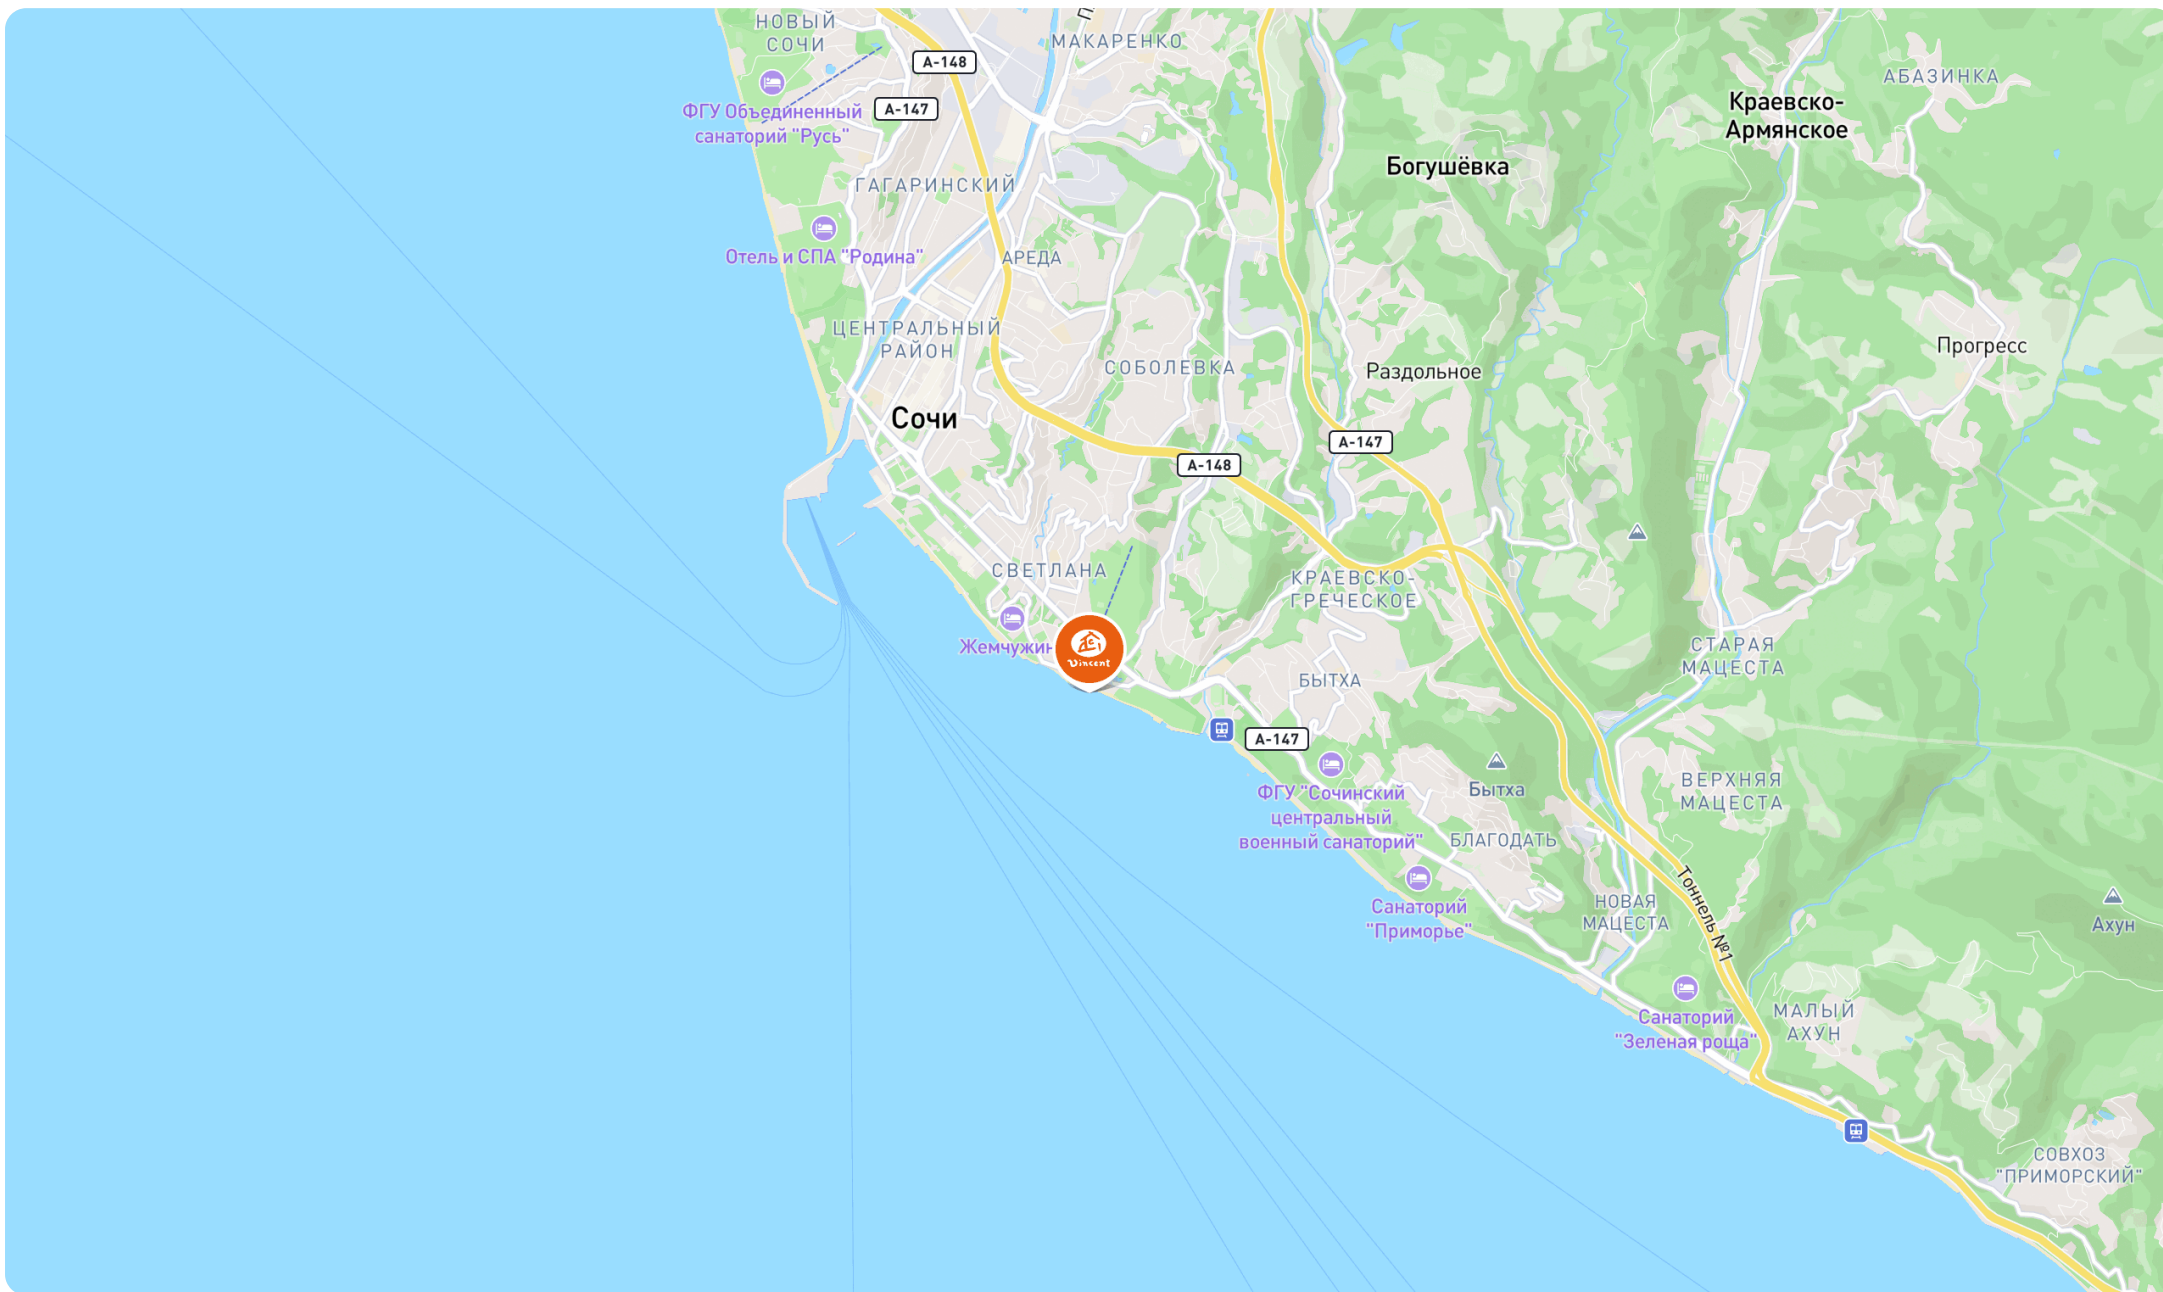 НОВЫЙ
СОЧИ
МАКАРЕНКО
А-148
А-147
ФГУ Объединенный
санаторий "Русь"
АБАЗИНКА
Краевско-
Армянское
Богушёвка
ГАГАРИНСКИЙ
Отель и СПА "Родина"
АРЕДА
ЦЕНТРАЛЬНЫЙ
РАЙОН
СОБОЛЕВКА
Раздольное
Прогресс
Сочи
А-147
А-148
СВЕТЛАНА
КРАЕВСКО-
ГРЕЧЕСКОЕ
Vincent
СТАРАЯ
МАЦЕСТА
БЫТХА
А-147
ФГУ "Сочинский
центральный
военный санаторий"
Бытха
ВЕРХНЯЯ
МАЦЕСТА
БЛАГОДАТЬ
Тоннель №1
Санаторий
"Приморье"
НОВАЯ
МАЦЕСТА
Ахун
Санаторий
"Зеленая роща"
МАЛЫЙ
АХУН
СОВХОЗ
"ПРИМОРСКИЙ"